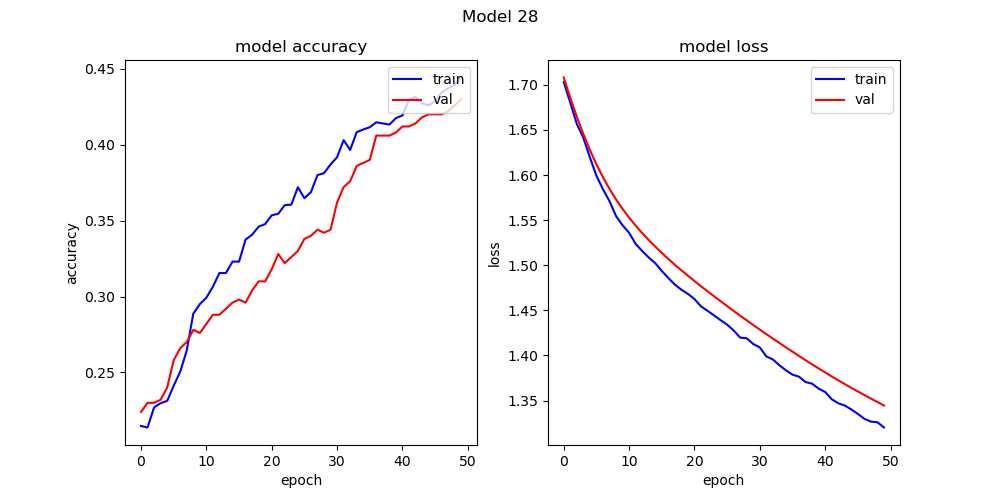 Model 28
model accuracy
0.45
0.40
0.35
0.30
0.25
accuracy
0 10 20 30 40 50
epoch
train
val
model loss
1.70
1.65
1.60
1.55
1.50
1.45
1.40
1.35
loss
0 10 20 30 40 50
epoch
train
val